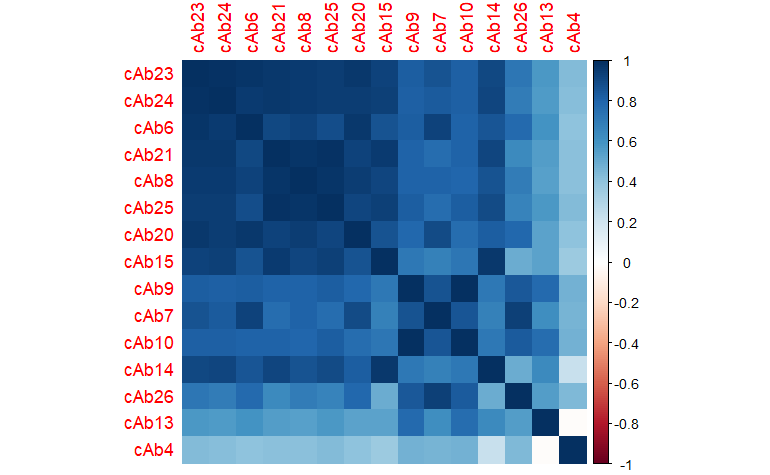 cAb23 cAb24 cAb6 cAb21 cAb8 cAb25 cAb20 cAb15 cAb9 cAb7 cAb10 cAb14 cAb26 cAb13 cAb4
cAb23
cAb24
cAb6
cAb21
cAb8
cAb25
cAb20
cAb15
cAb9
cAb7
cAb10
cAb14
cAb26
cAb13
cAb4
1
0.8
0.6
0.4
0.2
0
-0.2
-0.4
-0.6
-0.8
-1